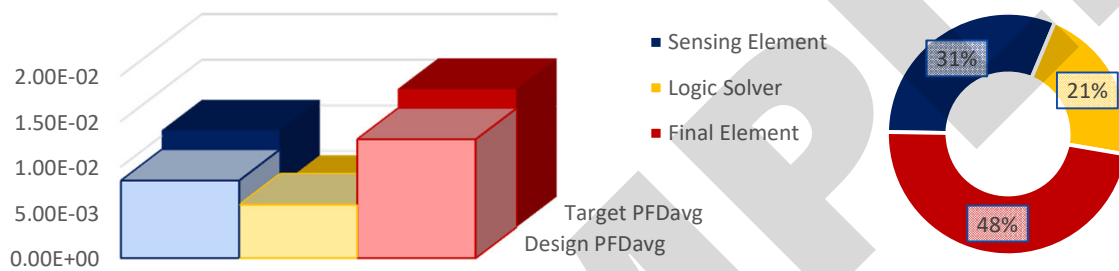 2.00E-02
1.50E-02
1.00E-02
5.00E-03
0.00E+00
Target PFDavg
Design PFDavg
Sensing Element
Logic Solver
Final Element
31%
21%
48%